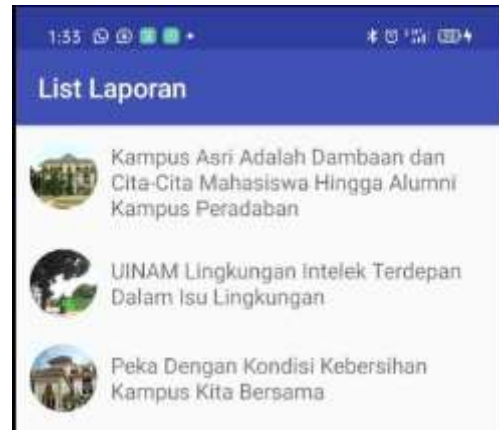 1:53
List Laporan
Kampus Asri Adalah Dambaan dan
Cita-Cita Mahasiswa Hingga Alumni
Kampus Peradaban
UINAM Lingkungan Intelek Terdepan
Dalam Isu Lingkungan
Peka Dengan Kondisi Kebersihan
Kampus Kita Bersama